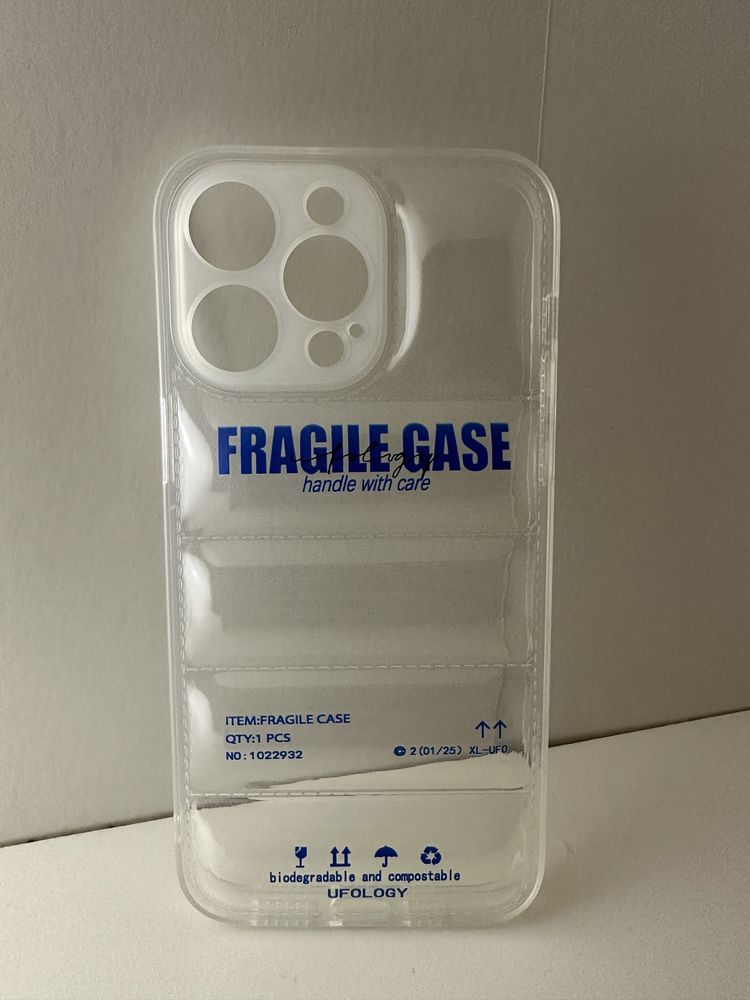 FRAGILE CASE
ufology
handle with care
ITEM:FRAGILE CASE
QTY:1 PCS
NO:1022932
© 2(01/25) XL-UFO
biodegradable and compostable
UFOLOGY